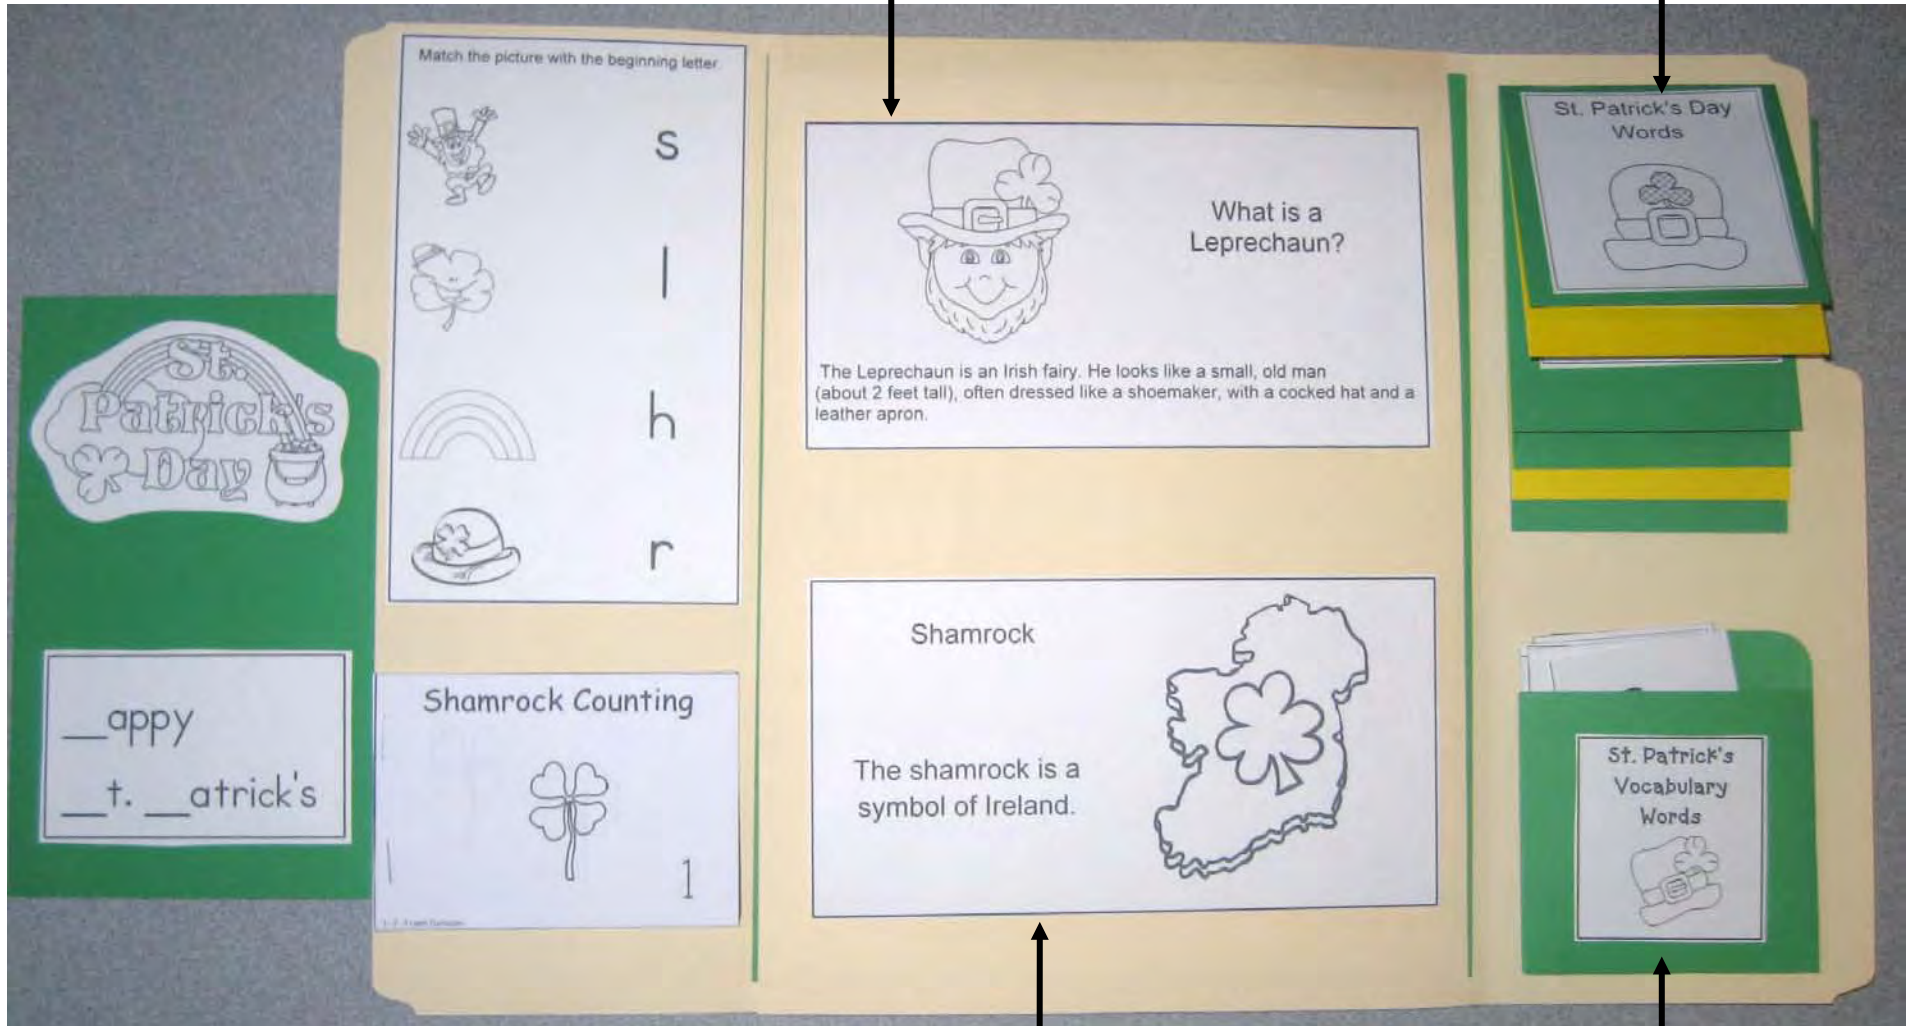 St.
Patrick's
Day
__appy
__t. __atrick's
Match the picture with the beginning letter
s
l
h
r
Shamrock Counting
1
What is a
Leprechaun?
The Leprechaun is an Irish fairy. He looks like a small, old man
(about 2 feet tall), often dressed like a shoemaker, with a cocked hat and a
leather apron.
Shamrock
The shamrock is a
symbol of Ireland.
St. Patrick's Day
Words
St. Patrick's
Vocabulary
Words